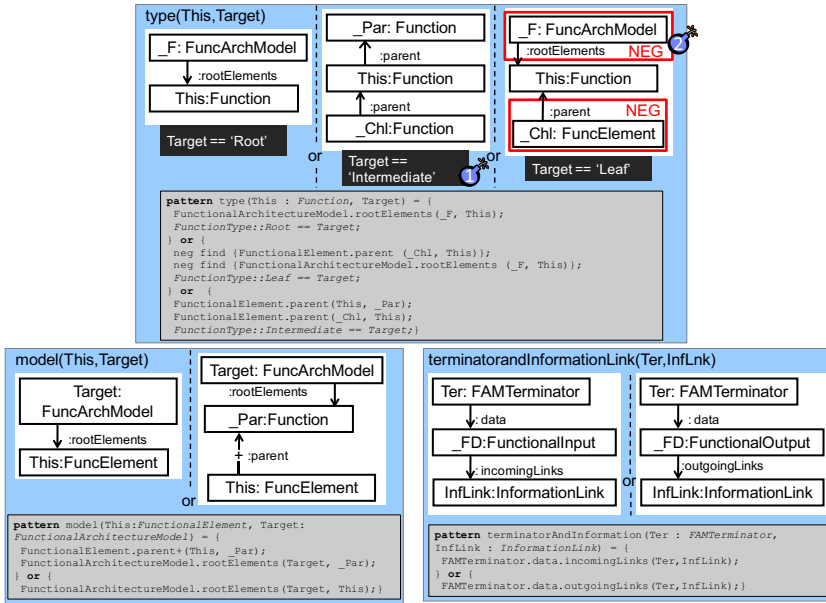 type(This,Target)
_F: FuncArchModel
:rootElements
This:Function
Target == 'Root'
or
_Par: Function
:parent
This:Function
:parent
_Chl:Function
Target ==
'Intermediate'
1
or
_F: FuncArchModel
2
:rootElements
NEG
This:Function
:parent
NEG
_Chl: FuncElement
Target == 'Leaf'
pattern type(This : Function, Target) = {
FunctionalArchitectureModel.rootElements(_F, This);
FunctionType::Root == Target;
} or {
neg find {FunctionalElement.parent (_Chl, This)};
neg find {FunctionalArchitectureModel.rootElements (_F, This)};
FunctionType::Leaf == Target;
} or {
FunctionalElement.parent(This, _Par);
FunctionalElement.parent(_Chl, This);
FunctionType::Intermediate == Target;}
model(This,Target)
Target:
FuncArchModel
:rootElements
This:FuncElement
or
Target: FuncArchModel
:rootElements
_Par:Function
+ :parent
This: FuncElement
pattern model(This:FunctionalElement, Target:
FunctionalArchitectureModel) = {
FunctionalElement.parent+(This, _Par);
FunctionalArchitectureModel.rootElements(Target, _Par);
} or {
FunctionalArchitectureModel.rootElements(Target, This);}
terminatorandInformationLink(Ter,InfLnk)
Ter: FAMTerminator
: data
_FD:FunctionalInput
: incomingLinks
InfLink:InformationLink
or
Ter: FAMTerminator
: data
_FD:FunctionalOutput
:outgoingLinks
InfLink:InformationLink
pattern terminatorAndInformation(Ter : FAMTerminator,
InfLink : InformationLink) = {
FAMTerminator.data.incomingLinks(Ter,InfLink);
} or {
FAMTerminator.data.outgoingLinks(Ter,InfLink);}